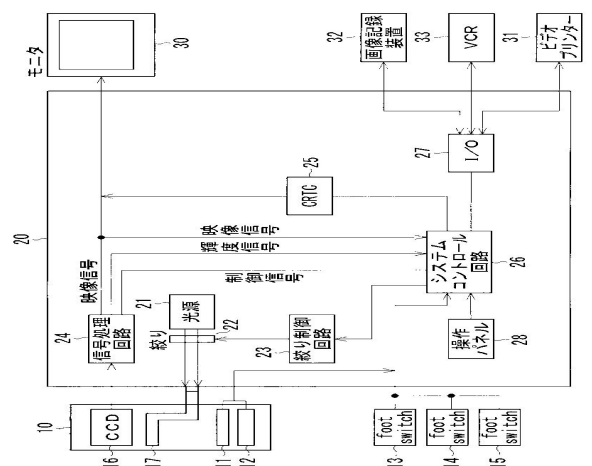 モニタ
30
32
画像記録
装置
33
VCR
31
ビデオ
プリンター
20
27
I/O
25
CRTC
映像信号
映像信号
輝度信号
制御信号
24
信号処理
回路
21
光源
絞り
22
23
絞り制御
回路
システム
コントロール
回路
26
操作
パネル
28
10
CCD
16
17
11
12
13
foot
switch
14
foot
switch
15
foot
switch